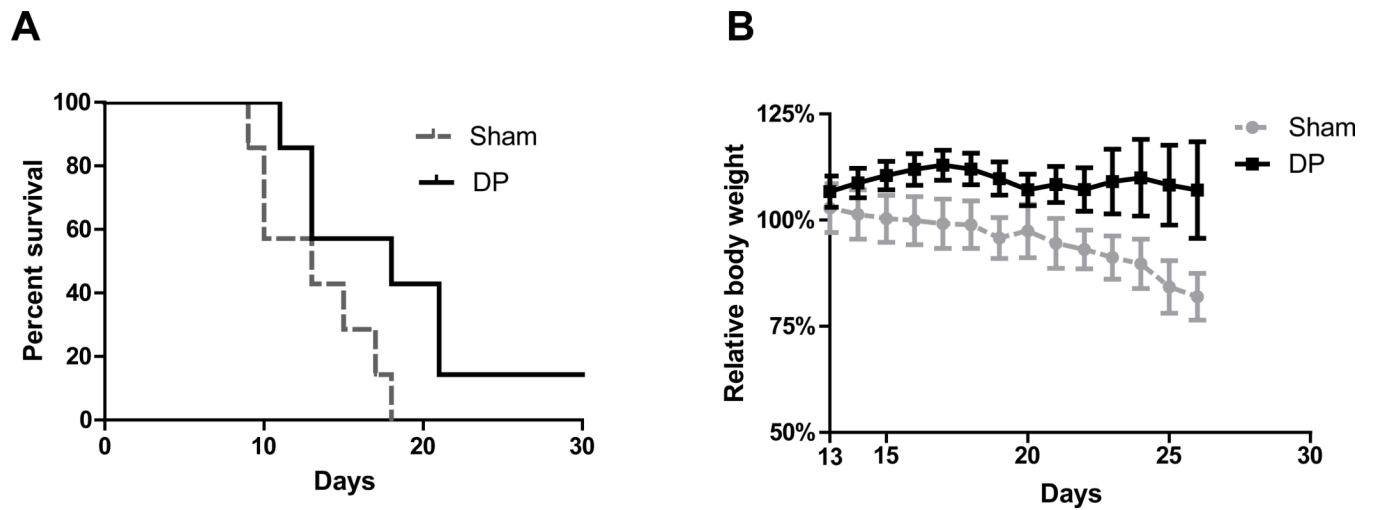 A
Percent survival
100
80
60
40
20
0
0 10 20 30
Days
Sham
DP
B
Relative body weight
125%
100%
75%
50%
13 15 20 25 30
Days
Sham
DP